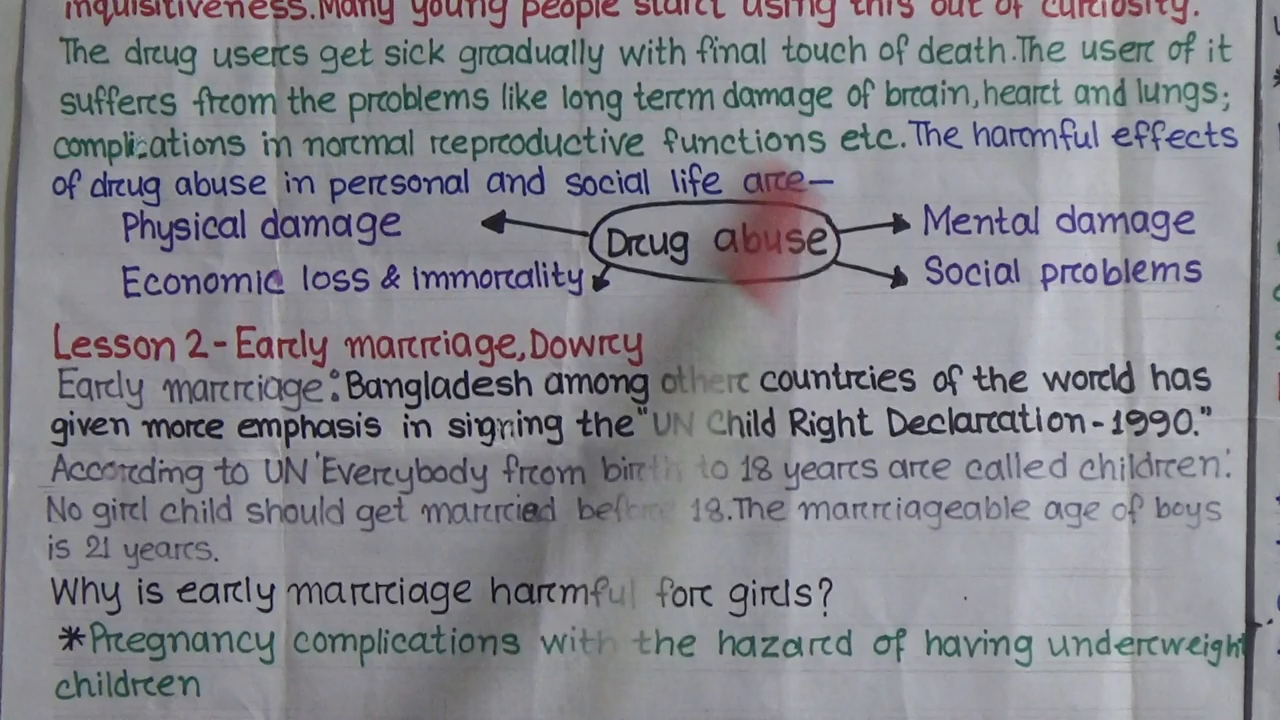 inquisitiveness.Many young people start using this out of curiosity.
The drug users get sick gradually with final touch of death.The user of it
suffers from the problems like long term damage of brain,heart and lungs;
complications in normal reproductive functions etc.The harmful effects
of drug abuse in personal and social life are—
Physical damage
Drug abuse
Mental damage
Economic loss & immorality
Social problems
Lesson 2-Early marriage,Dowry
Early marriage:Bangladesh among other countries of the world has
given more emphasis in signing the"UN Child Right Declaration-1990."
According to UN'Everybody from birth to 18 years are called children'.
No girl child should get married before 18.The marriageable age of boys
is 21 years.
Why is early marriage harmful for girls?
*Pregnancy complications with the hazard of having underweight
children